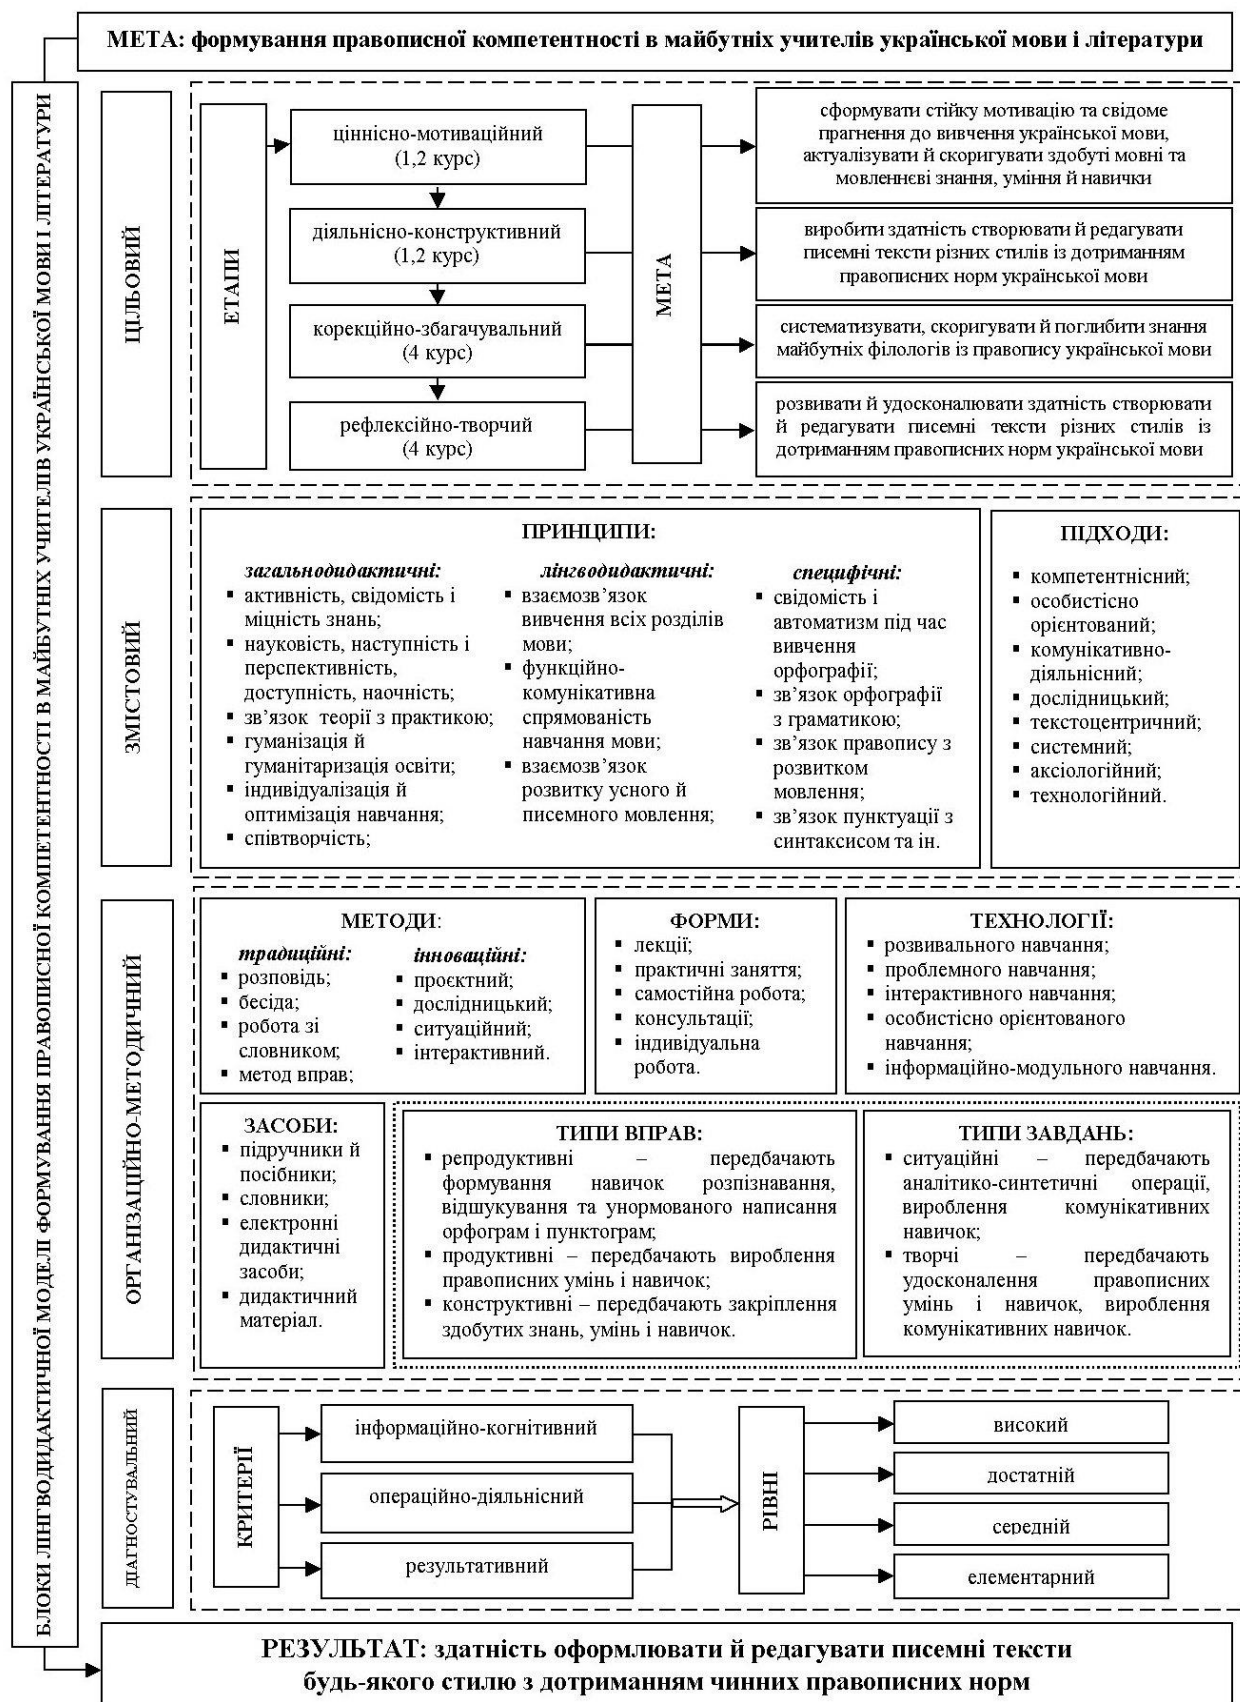 МЕТА: формування правописної компетентності в майбутніх учителів української мови і літератури
БЛОКИ ЛІНГВОДИДАКТИЧНОЇ МОДЕЛІ ФОРМУВАННЯ ПРАВОПИСНОЇ КОМПЕТЕНТНОСТІ В МАЙБУТНІХ УЧИТЕЛІВ УКРАЇНСЬКОЇ МОВИ І ЛІТЕРАТУРИ
ЦІЛЬОВИЙ
ЕТАПИ
ціннісно-мотиваційний
(1,2 курс)
діяльнісно-конструктивний
(1,2 курс)
корекційно-збагачувальний
(4 курс)
рефлексійно-творчий
(4 курс)
МЕТА
сформувати стійку мотивацію та свідоме
прагнення до вивчення української мови,
актуалізувати й скоригувати здобуті мовні та
мовленнєві знання, уміння й навички
виробити здатність створювати й редагувати
писемні тексти різних стилів із дотриманням
правописних норм української мови
систематизувати, скоригувати й поглибити знання
майбутніх філологів із правопису української мови
розвивати й удосконалювати здатність створювати
й редагувати писемні тексти різних стилів із
дотриманням правописних норм української мови
ЗМІСТОВИЙ
ПРИНЦИПИ:
загальнодидактичні:
▪ активність, свідомість і
міцність знань;
▪ науковість, наступність і
перспективність,
доступність, наочність;
▪ зв’язок теорії з практикою;
▪ гуманізація й
гуманітаризація освіти;
▪ індивідуалізація й
оптимізація навчання;
▪ співтворчість;
лінгводидактичні:
▪ взаємозв’язок
вивчення всіх розділів
мови;
▪ функційно-
комунікативна
спрямованість
навчання мови;
▪ взаємозв’язок
розвитку усного й
писемного мовлення;
специфічні:
▪ свідомість і
автоматизм під час
вивчення
орфографії;
▪ зв’язок орфографії
з граматикою;
▪ зв’язок правопису з
розвитком
мовлення;
▪ зв’язок пунктуації з
синтаксисом та ін.
ПІДХОДИ:
▪ компетентнісний;
▪ особистісно
орієнтований;
▪ комунікативно-
діяльнісний;
▪ дослідницький;
▪ текстоцентричний;
▪ системний;
▪ аксіологійний;
▪ технологійний.
ОРГАНІЗАЦІЙНО-МЕТОДИЧНИЙ
МЕТОДИ:
традиційні:
▪ розповідь;
▪ бесіда;
▪ робота зі
словником;
▪ метод вправ;
інноваційні:
▪ проєктний;
▪ дослідницький;
▪ ситуаційний;
▪ інтерактивний.
ФОРМИ:
▪ лекції;
▪ практичні заняття;
▪ самостійна робота;
▪ консультації;
▪ індивідуальна
робота.
ТЕХНОЛОГІЇ:
▪ розвивального навчання;
▪ проблемного навчання;
▪ інтерактивного навчання;
▪ особистісно орієнтованого
навчання;
▪ інформаційно-модульного навчання.
ЗАСОБИ:
▪ підручники й
посібники;
▪ словники;
▪ електронні
дидактичні
засоби;
▪ дидактичний
матеріал.
ТИПИ ВПРАВ:
▪ репродуктивні – передбачають
формування навичок розпізнавання,
відшукування та унормованого написання
орфограм і пунктограм;
▪ продуктивні – передбачають вироблення
правописних умінь і навичок;
▪ конструктивні – передбачають закріплення
здобутих знань, умінь і навичок.
ТИПИ ЗАВДАНЬ:
▪ ситуаційні – передбачають
аналітико-синтетичні операції,
вироблення комунікативних
навичок;
▪ творчі – передбачають
удосконалення правописних
умінь і навичок, вироблення
комунікативних навичок.
ДІАГНОСТУВАЛЬНИЙ
КРИТЕРІЇ
інформаційно-когнітивний
операційно-діяльнісний
результативний
РІВНІ
високий
достатній
середній
елементарний
РЕЗУЛЬТАТ: здатність оформлювати й редагувати писемні тексти
будь-якого стилю з дотриманням чинних правописних норм